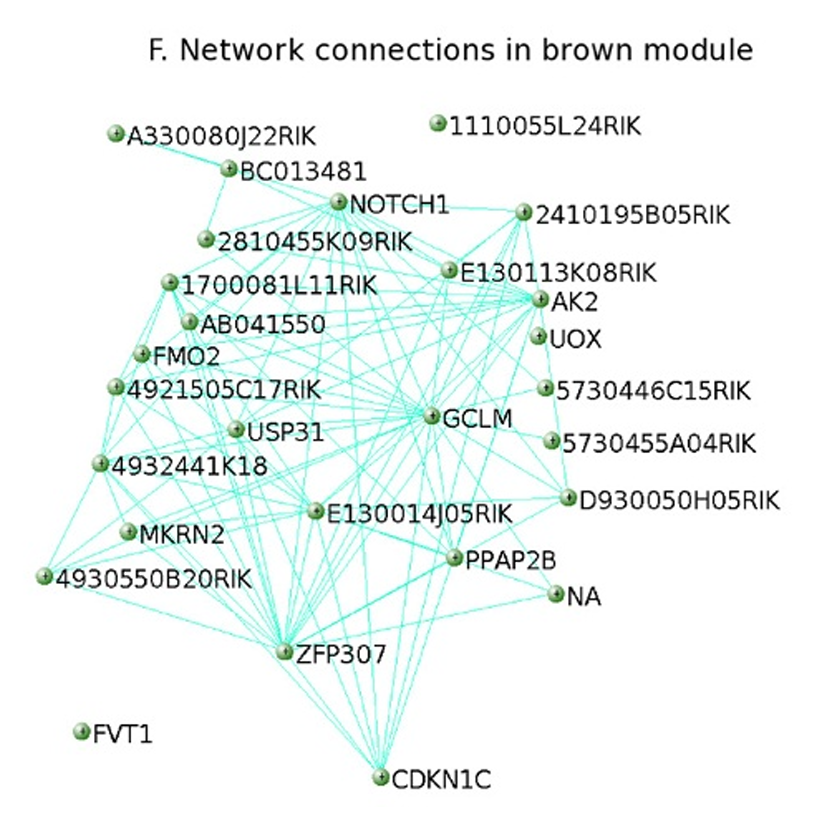 F. Network connections in brown module
A330080J22RIK
1110055L24RIK
BC013481
NOTCH1
2410195B05RIK
2810455K09RIK
E130113K08RIK
1700081L11RIK
AK2
AB041550
UOX
FMO2
4921505C17RIK
5730446C15RIK
GCLM
USP31
5730455A04RIK
4932441K18
D930050H05RIK
E130014J05RIK
MKRN2
PPAP2B
4930550B20RIK
NA
ZFP307
FVT1
CDKN1C